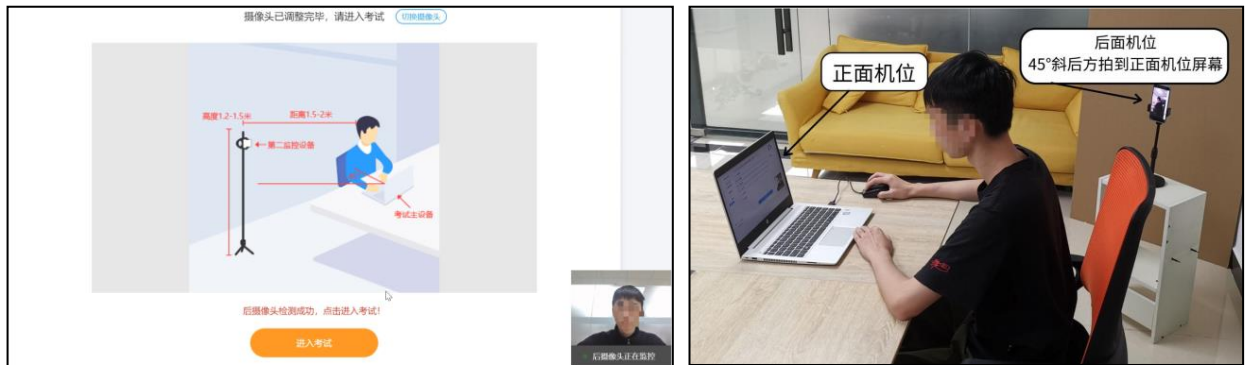 摄像头已调整完毕，请进入考试
切换摄像头
高度1.2-1.5米
距离1.5-2米
第二监控设备
考试主设备
后摄像头检测成功，点击进入考试！
进入考试
后摄像头正在监控
正面机位
后面机位
45°斜后方拍到正面机位屏幕